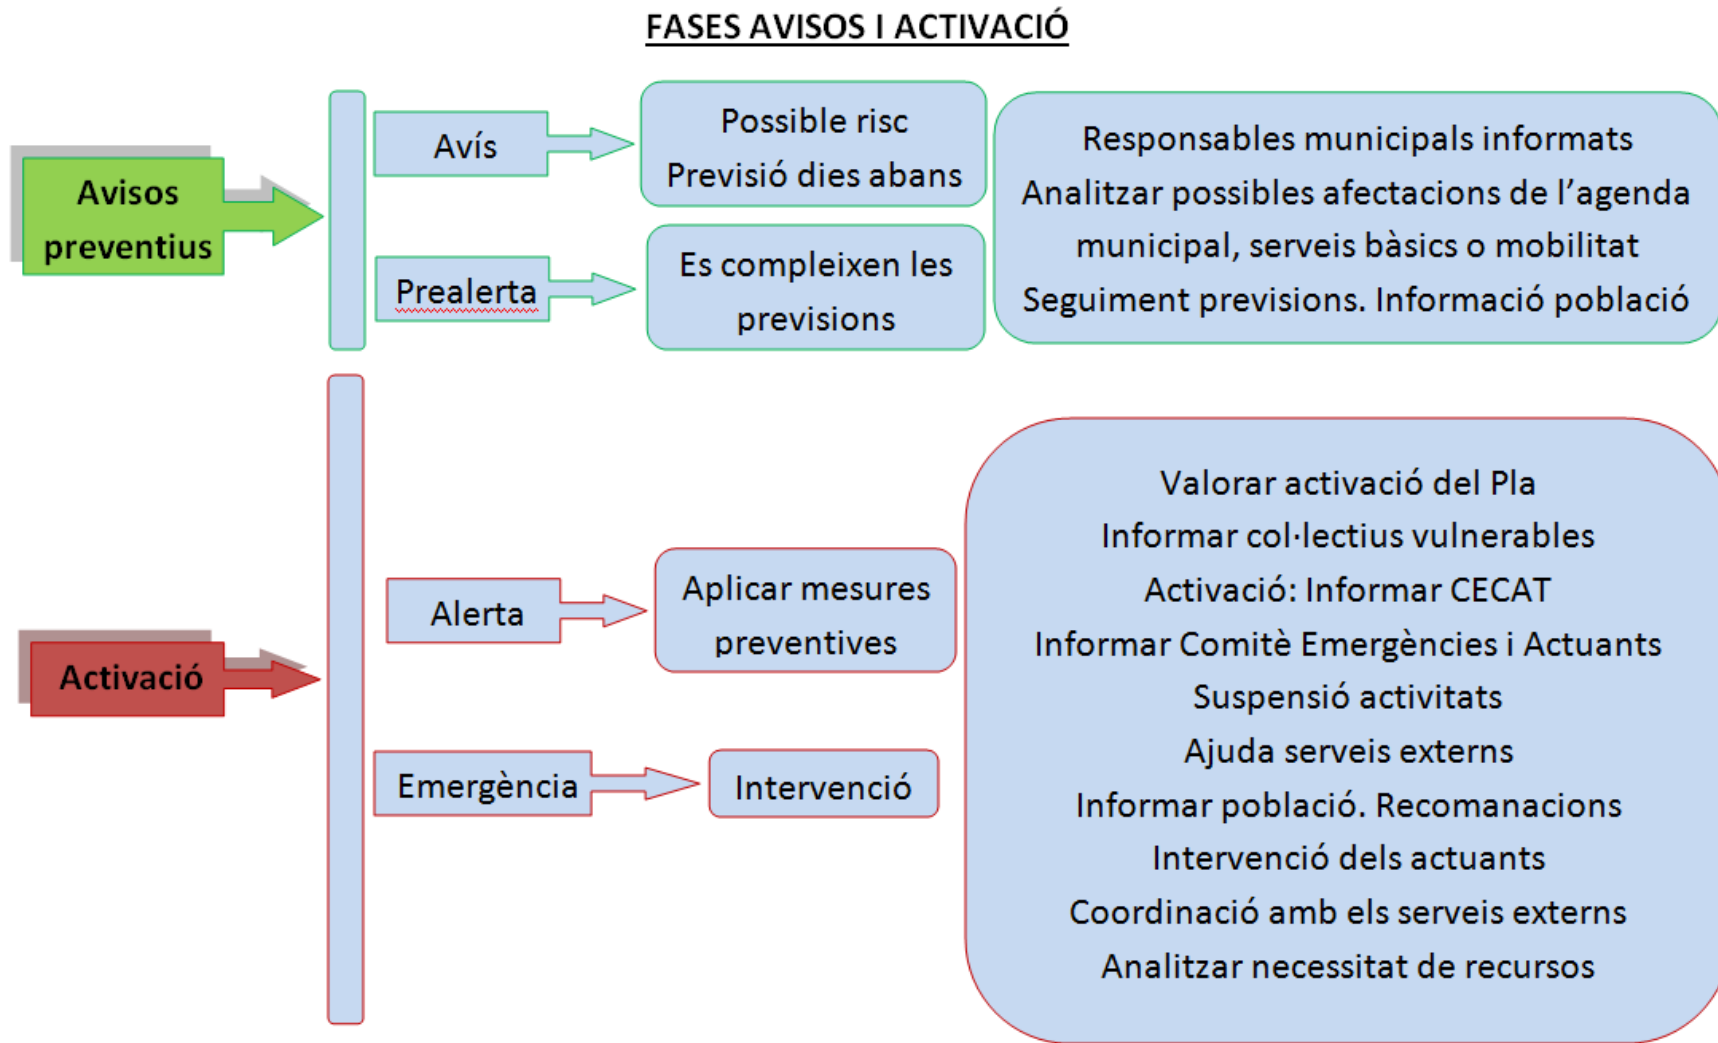 FASES AVISOS I ACTIVACIÓ
Avisos
preventius
Avís
Possible risc
Previsió dies abans
Prealerta
Es compleixen les
previsions
Responsables municipals informats
Analitzar possibles afectacions de l’agenda
municipal, serveis bàsics o mobilitat
Seguiment previsions. Informació població
Activació
Alerta
Aplicar mesures
preventives
Emergència
Intervenció
Valorar activació del Pla
Informar col·lectius vulnerables
Activació: Informar CECAT
Informar Comitè Emergències i Actuants
Suspensió activitats
Ajuda serveis externs
Informar població. Recomanacions
Intervenció dels actuants
Coordinació amb els serveis externs
Analitzar necessitat de recursos